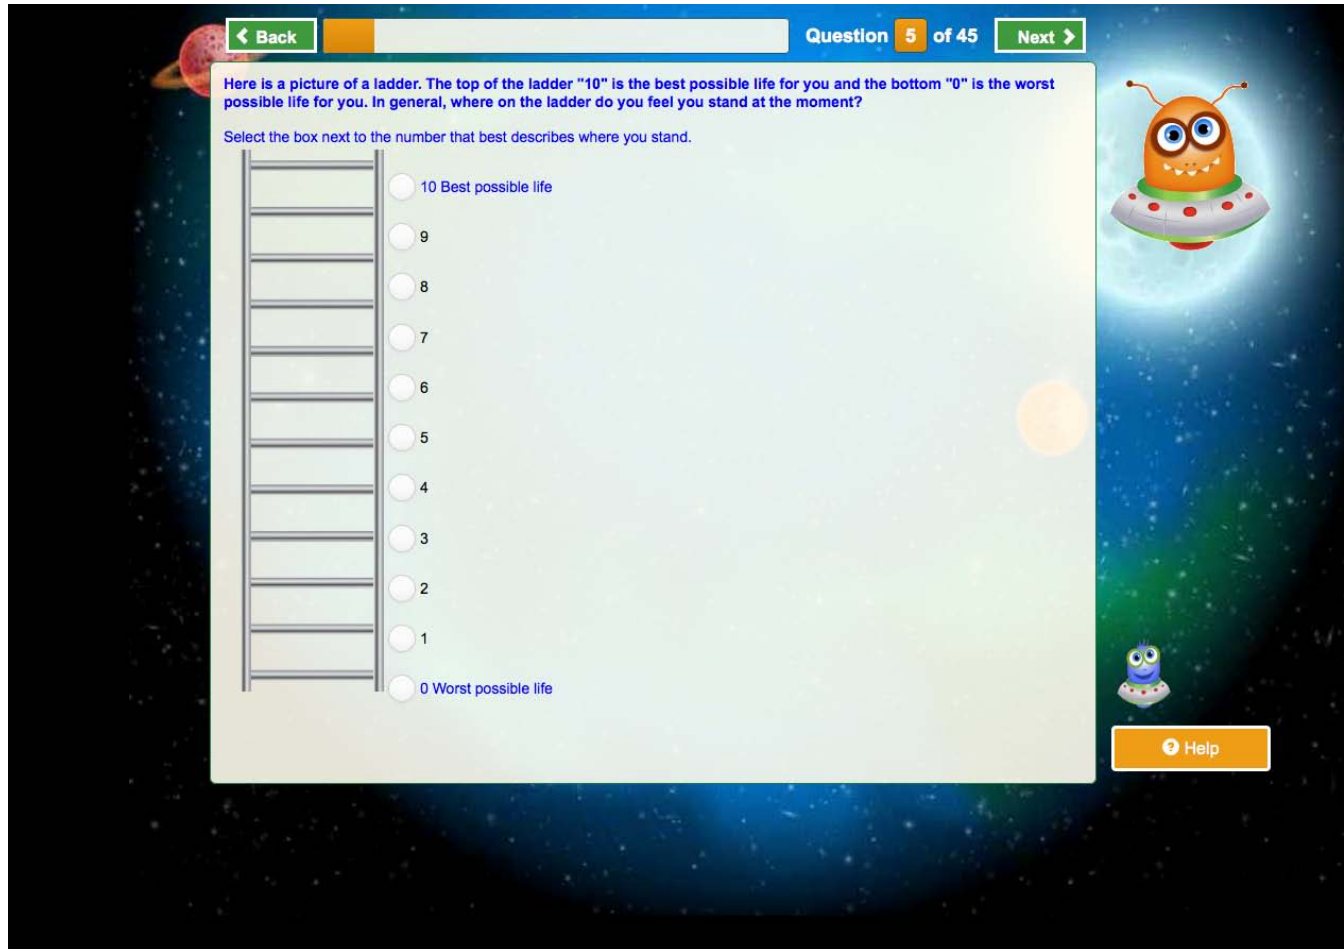 Back
Question 5 of 45
Next
Here is a picture of a ladder. The top of the ladder "10" is the best possible life for you and the bottom "0" is the worst
possible life for you. In general, where on the ladder do you feel you stand at the moment?
Select the box next to the number that best describes where you stand.
10 Best possible life
9
8
7
6
5
4
3
2
1
0 Worst possible life
Help